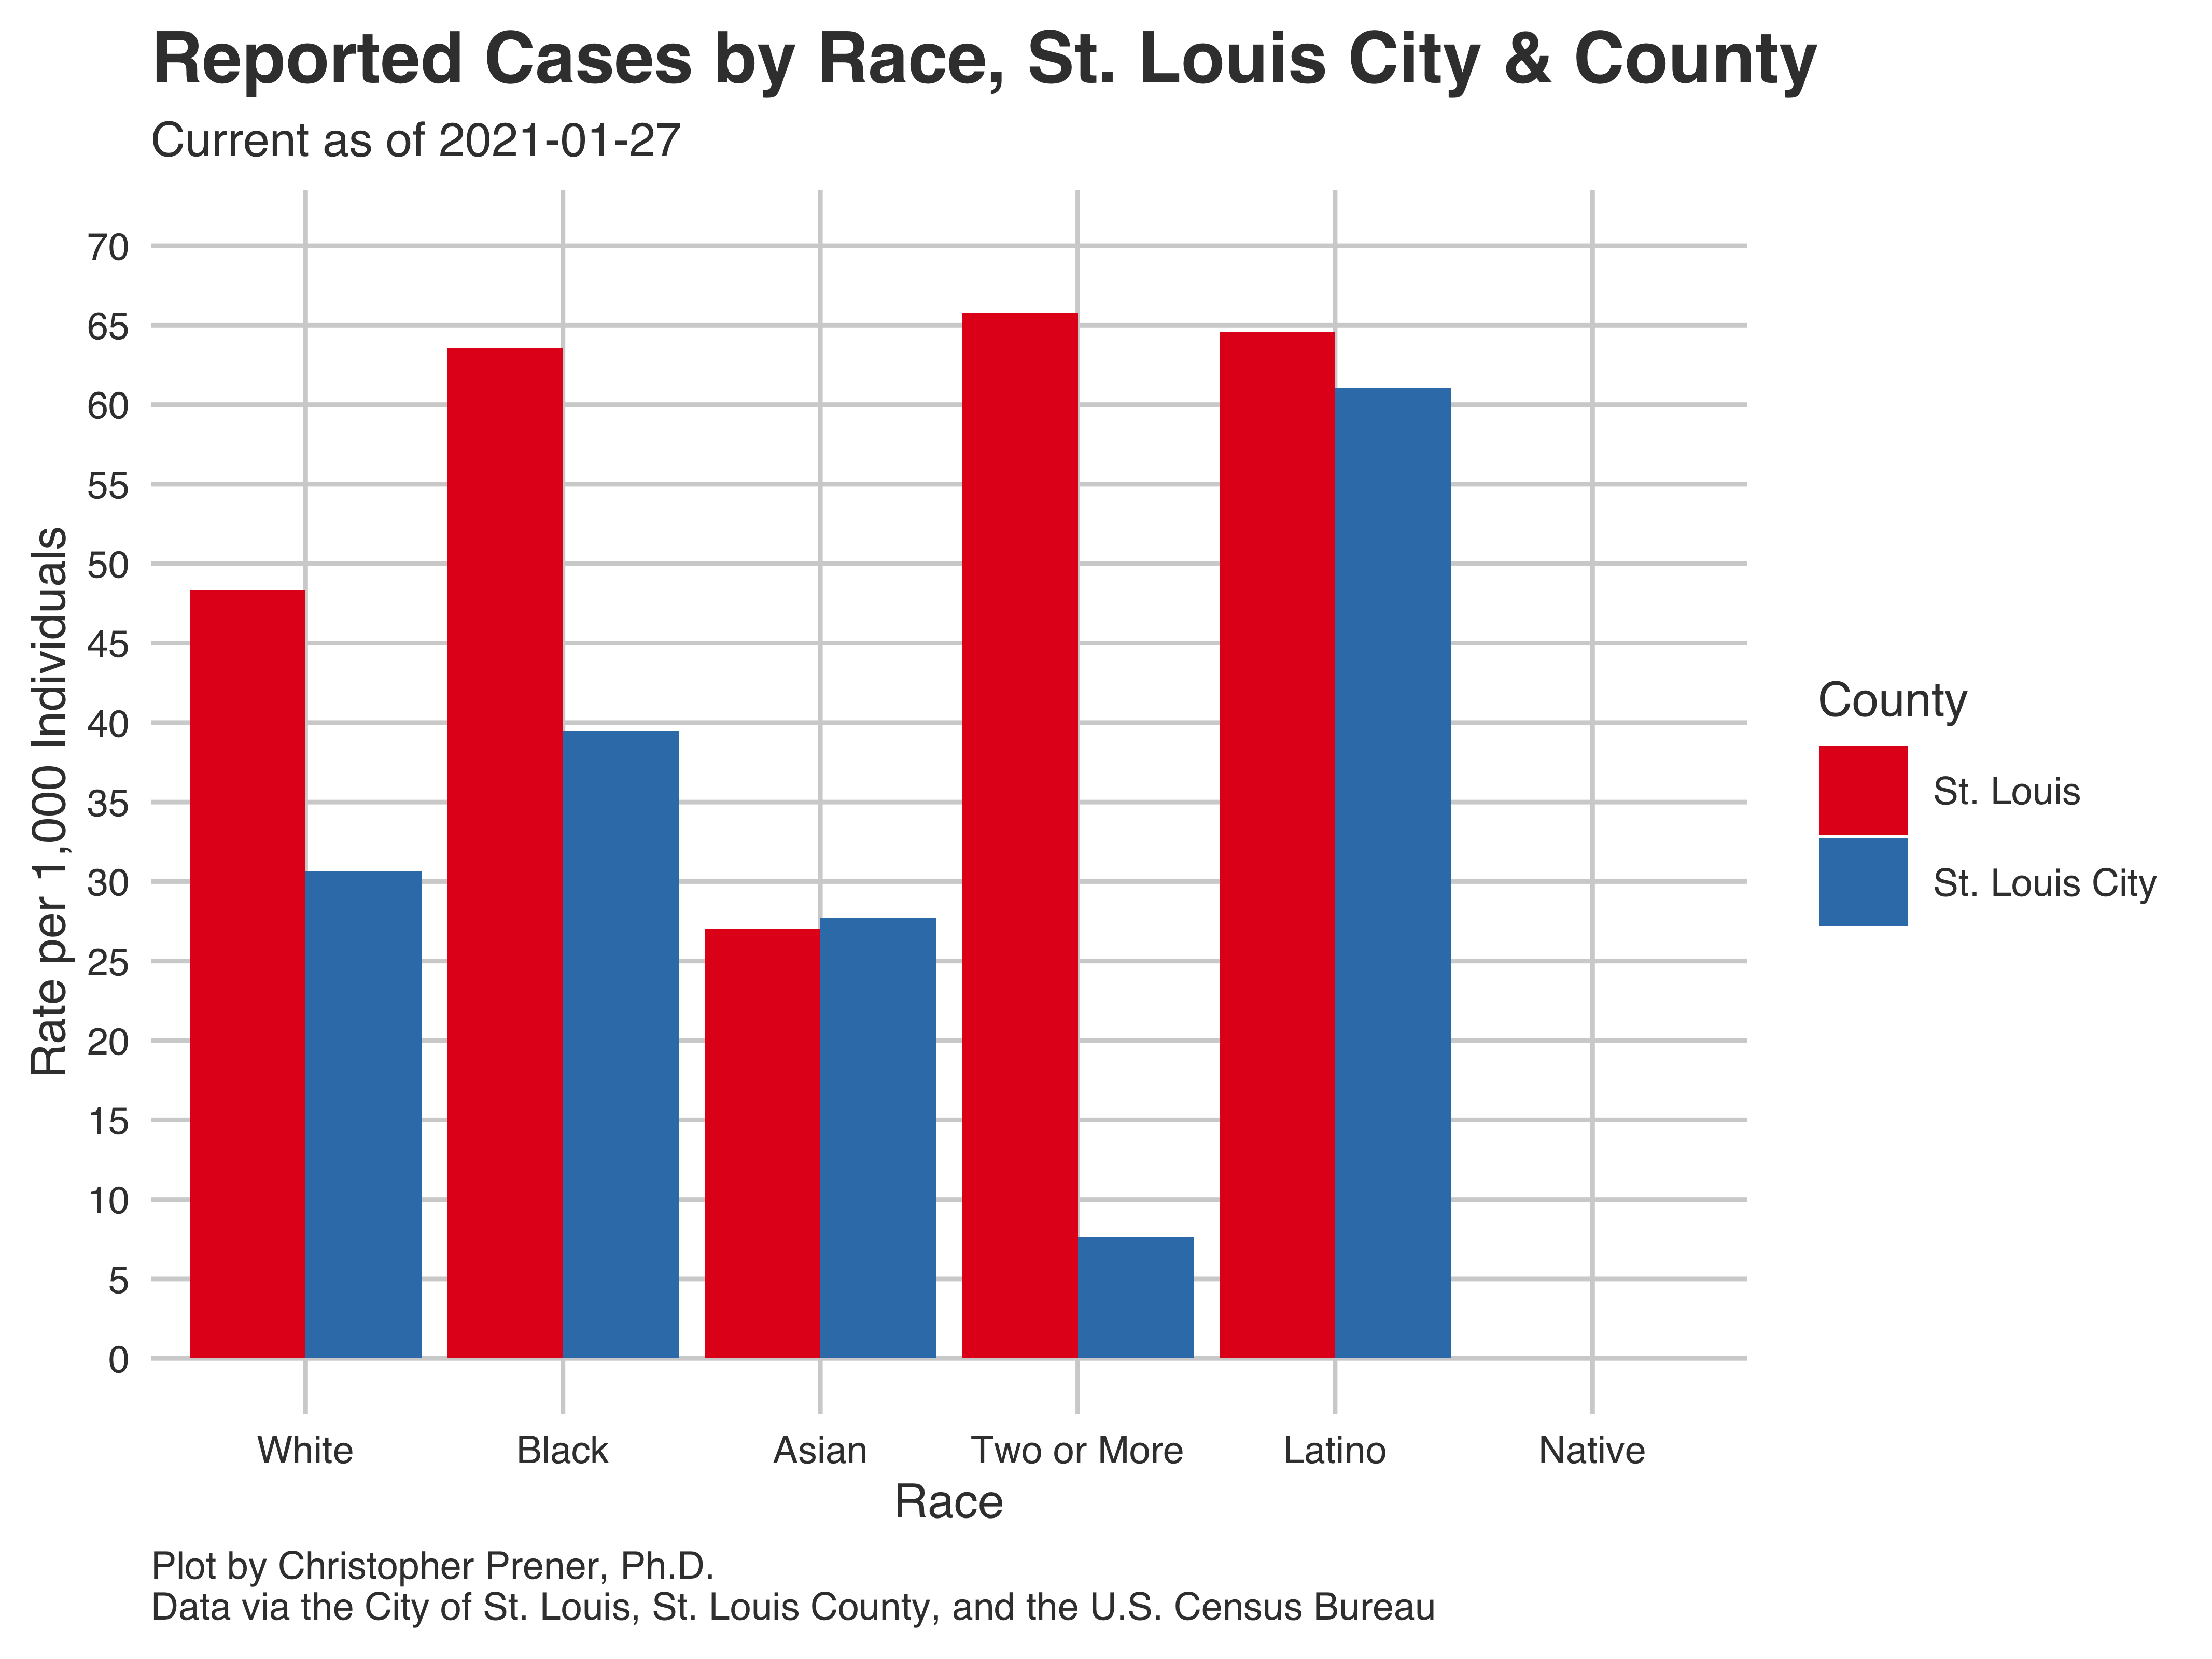 Reported Cases by Race, St. Louis City & County
Current as of 2021-01-27
Rate per 1,000 Individuals
70
65
60
55
50
45
40
35
30
25
20
15
10
5
0
White Black Asian Two or More Latino Native
Race
County
St. Louis
St. Louis City
Plot by Christopher Prener, Ph.D.
Data via the City of St. Louis, St. Louis County, and the U.S. Census Bureau